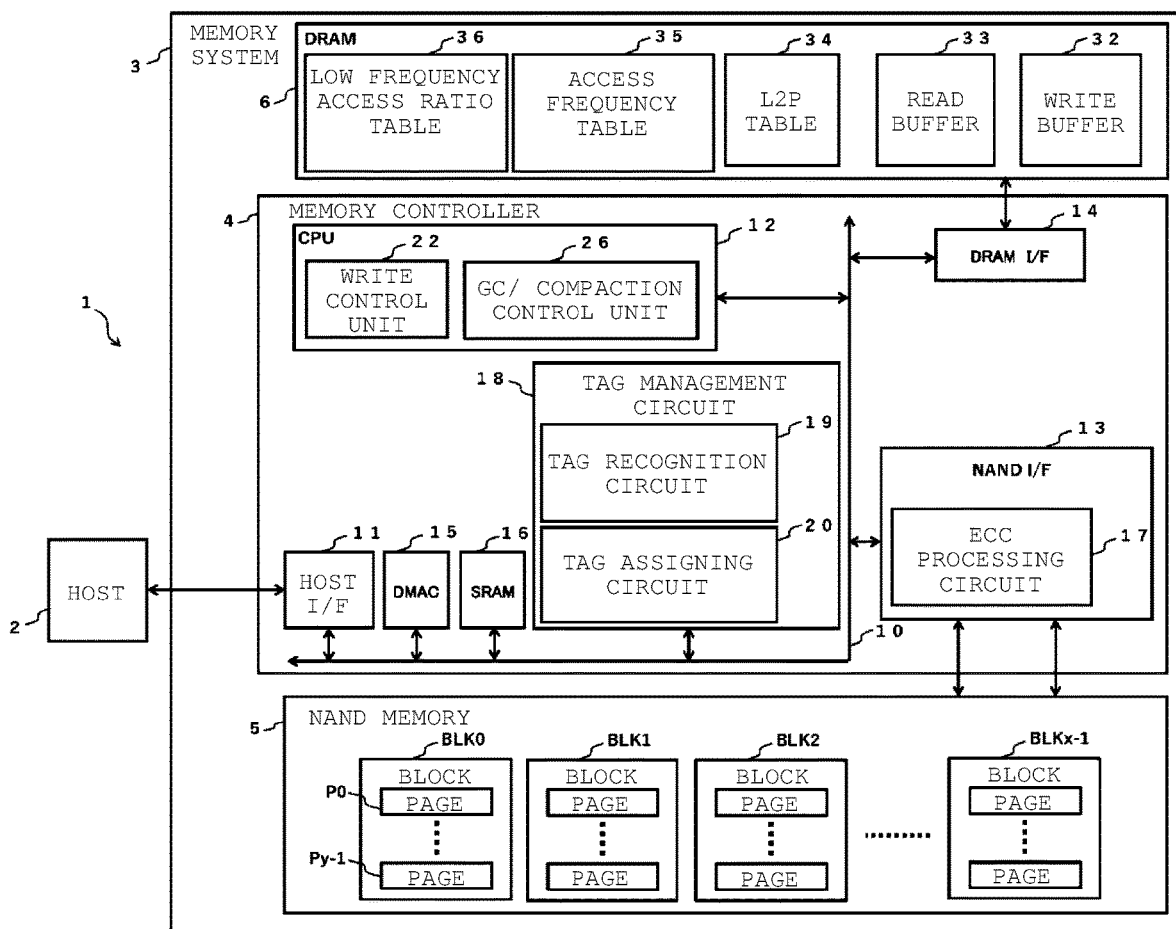 MEMORY
SYSTEM
3
DRAM
36
35
34
33
32
6
LOW FREQUENCY
ACCESS RATIO
TABLE
ACCESS
FREQUENCY
TABLE
L2P
TABLE
READ
BUFFER
WRITE
BUFFER
4
MEMORY CONTROLLER
CPU
22
26
12
14
WRITE
CONTROL
UNIT
GC/ COMPACTION
CONTROL UNIT
DRAM I/F
1
18
TAG MANAGEMENT
CIRCUIT
19
13
TAG RECOGNITION
CIRCUIT
NAND I/F
20
11
15
16
ECC
PROCESSING
CIRCUIT
17
TAG ASSIGNING
CIRCUIT
HOST
2
HOST
I/F
DMAC
SRAM
10
5
NAND MEMORY
BLK0
BLK1
BLK2
BLKx-1
BLOCK
BLOCK
BLOCK
BLOCK
P0
PAGE
PAGE
PAGE
PAGE
Py-1
PAGE
PAGE
PAGE
PAGE